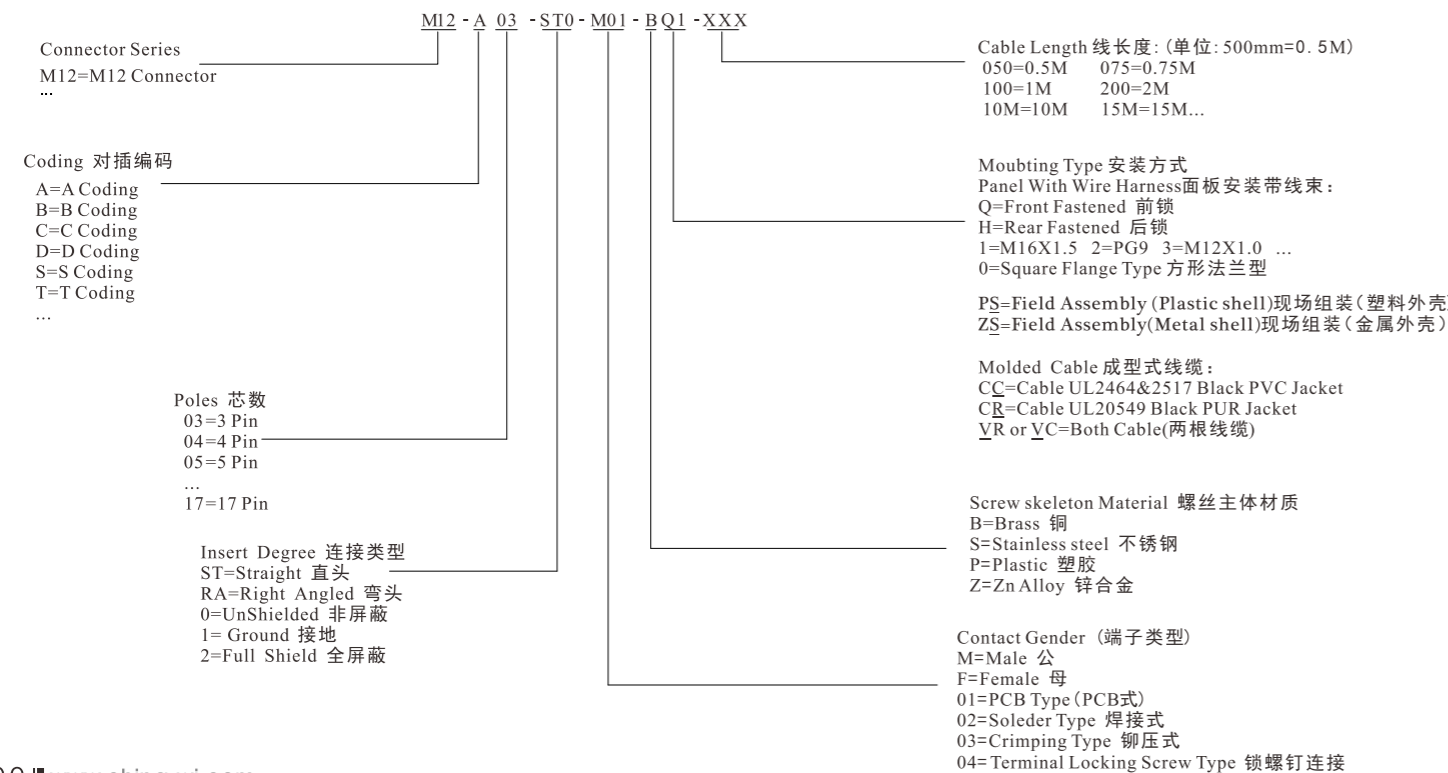 M12 - A 03 - ST0 - M01 - B Q1 - XXX
Connector Series
M12=M12 Connector
...
Coding 对插编码
A=A Coding
B=B Coding
C=C Coding
D=D Coding
S=S Coding
T=T Coding
...
Poles 芯数
03=3 Pin
04=4 Pin
05=5 Pin
...
17=17 Pin
Insert Degree 连接类型
ST=Straight 直头
RA=Right Angled 弯头
0=UnShielded 非屏蔽
1= Ground 接地
2=Full Shield 全屏蔽
Cable Length 线长度: (单位: 500mm=0. 5M)
050=0.5M 075=0.75M
100=1M 200=2M
10M=10M 15M=15M...
Moubting Type 安装方式
Panel With Wire Harness面板安装带线束：
Q=Front Fastened 前锁
H=Rear Fastened 后锁
1=M16X1.5 2=PG9 3=M12X1.0 ...
0=Square Flange Type 方形法兰型
PS=Field Assembly (Plastic shell)现场组装（塑料外壳
ZS=Field Assembly(Metal shell)现场组装（金属外壳）
Molded Cable 成型式线缆：
CC=Cable UL2464&2517 Black PVC Jacket
CR=Cable UL20549 Black PUR Jacket
VR or VC=Both Cable(两根线缆)
Screw skeleton Material 螺丝主体材质
B=Brass 铜
S=Stainless steel 不锈钢
P=Plastic 塑胶
Z=Zn Alloy 锌合金
Contact Gender (端子类型)
M=Male 公
F=Female 母
01=PCB Type (PCB式)
02=Soleder Type 焊接式
03=Crimping Type 铆压式
04=Terminal Locking Screw Type 锁螺钉连接